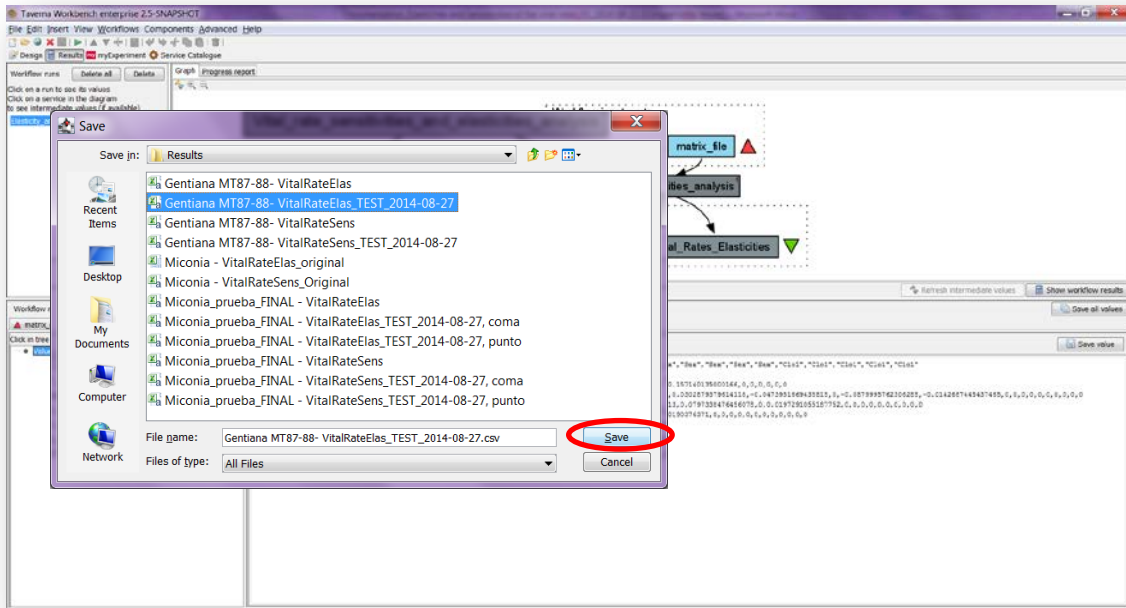 Taverna Workbench enterprise 2.5-SNAPSHOT
File Edit Insert View Workflows Components Advanced Help
Design Results myExperiment Service Catalogue
Workflow runs Delete all Delete
Graph Progress report
Click on a run to see its values
Click on a service in the diagram
to see intermediate values (if available)
Save
Save in: Results
Recent Items
Desktop
My Documents
Computer
Network
Gentiana MT87-88- VitalRateElas
Gentiana MT87-88- VitalRateElas_TEST_2014-08-27
Gentiana MT87-88- VitalRateSens
Gentiana MT87-88- VitalRateSens_TEST_2014-08-27
Miconia - VitalRateElas_original
Miconia - VitalRateSens_Original
Miconia_prueba_FINAL - VitalRateElas
Miconia_prueba_FINAL - VitalRateElas_TEST_2014-08-27, coma
Miconia_prueba_FINAL - VitalRateElas_TEST_2014-08-27, punto
Miconia_prueba_FINAL - VitalRateSens
Miconia_prueba_FINAL - VitalRateSens_TEST_2014-08-27, coma
Miconia_prueba_FINAL - VitalRateSens_TEST_2014-08-27, punto
File name: Gentiana MT87-88- VitalRateElas_TEST_2014-08-27.csv Save
Files of type: All Files Cancel
matrix_file
ities_analysis
al_Rates_Elasticities
Refresh intermediate values Show workflow results
Save all values
Workflow
matrix_
Click in tree
Save value